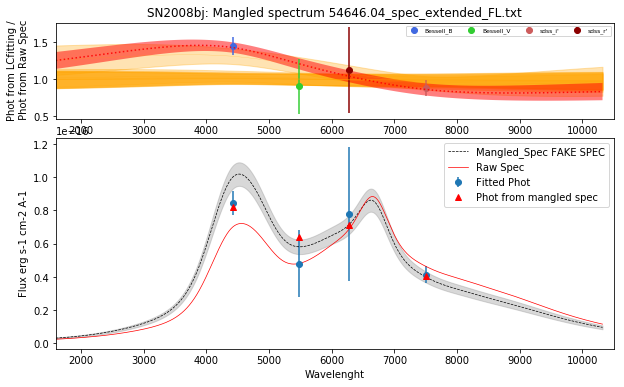 SN2008bj: Mangled spectrum 54646.04_spec_extended_FL.txt
Phot from LCfitting /
Phot from Raw Spec
1.5
1.0
0.5
Bessell_B
Bessell_V
sdss_i'
sdss_r'
2000 3000 4000 5000 6000 7000 8000 9000 10000
Flux erg s-1 cm-2 A-1
1.2
1.0
0.8
0.6
0.4
0.2
0.0
Mangled_Spec FAKE SPEC
Raw Spec
Fitted Phot
Phot from mangled spec
2000 3000 4000 5000 6000 7000 8000 9000 10000
Wavelenght